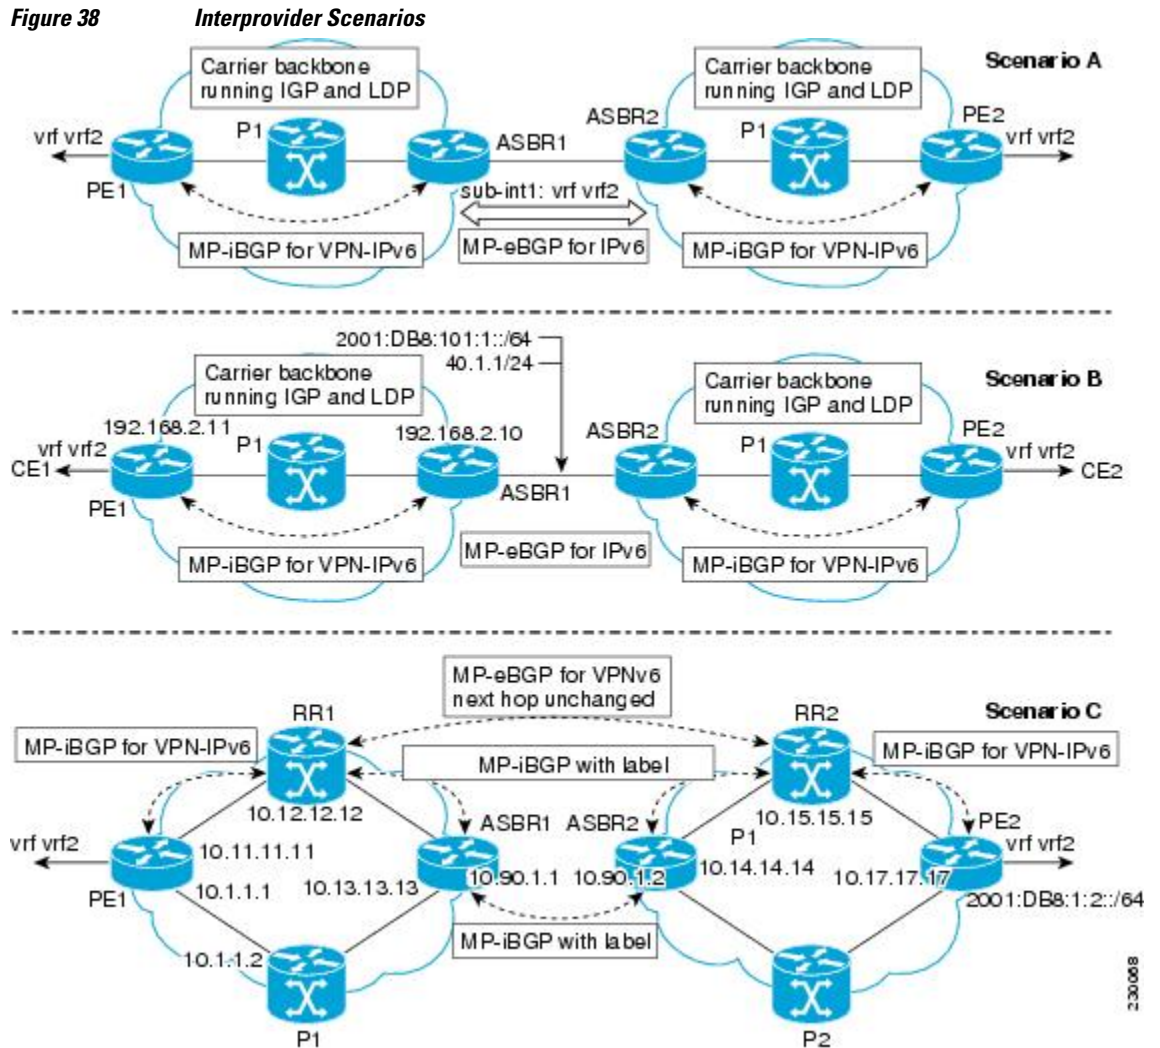 Figure 38 Interprovider Scenarios
Scenario A
Carrier backbone
running IGP and LDP
Carrier backbone
running IGP and LDP
vrf vrf2
PE1
P1
ASBR1
ASBR2
P1
PE2
vrf vrf2
sub-int1: vrf vrf2
MP-iBGP for VPN-IPv6
MP-eBGP for IPv6
MP-iBGP for VPN-IPv6
Scenario B
2001:DB8:101:1::/64
40.1.1/24
Carrier backbone
running IGP and LDP
Carrier backbone
running IGP and LDP
192.168.2.11
192.168.2.10
vrf vrf2
CE1
PE1
P1
ASBR1
ASBR2
P1
PE2
vrf vrf2
CE2
MP-iBGP for VPN-IPv6
MP-eBGP for IPv6
MP-iBGP for VPN-IPv6
Scenario C
MP-eBGP for VPNv6
next hop unchanged
RR1
RR2
MP-iBGP for VPN-IPv6
MP-iBGP with label
MP-iBGP for VPN-IPv6
10.12.12.12
10.15.15.15
ASBR1
ASBR2
P1
PE2
vrf vrf2
vrf vrf2
10.11.11.11
10.14.14.14
PE1
10.1.1.1
10.13.13.13
10.90.1.1
10.90.1.2
10.17.17.17
2001:DB8:1:2::/64
MP-iBGP with label
10.1.1.2
P1
P2
230068